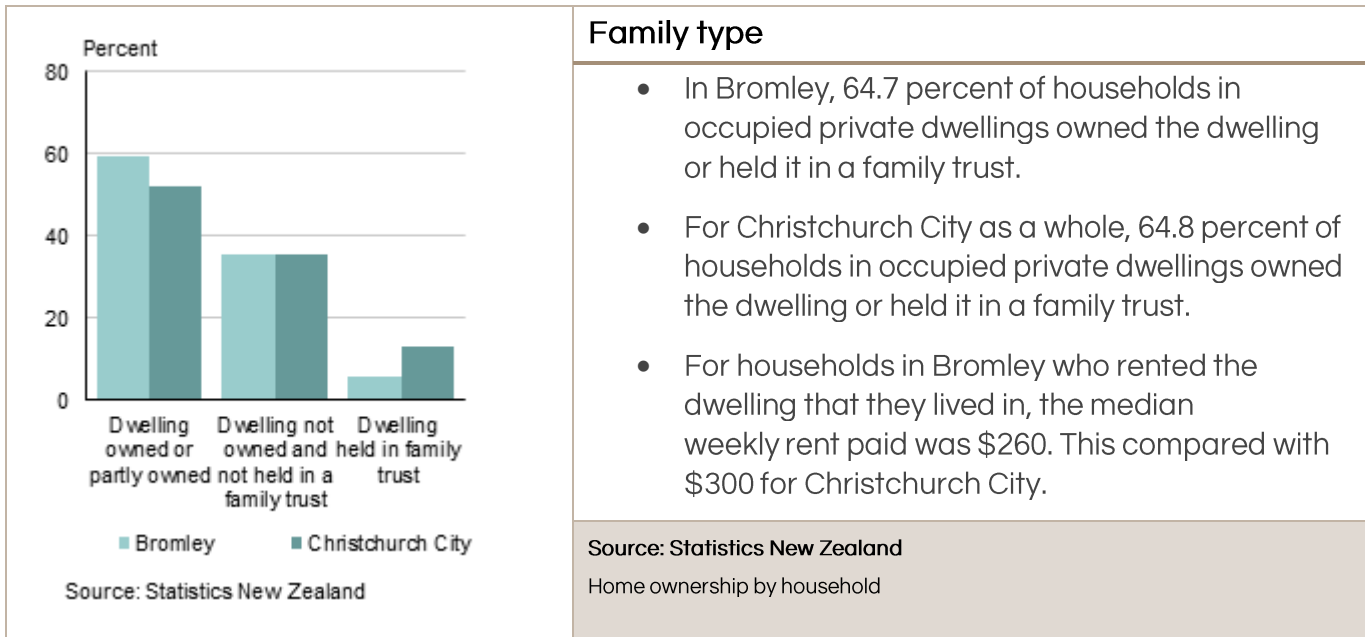 Percent
80
60
40
20
0
Dwelling
owned or
partly owned
Dwelling not
owned and
not held in a
family trust
Dwelling
held in family
trust
Bromley
Christchurch City
Source: Statistics New Zealand
Family type
• In Bromley, 64.7 percent of households in
occupied private dwellings owned the dwelling
or held it in a family trust.
• For Christchurch City as a whole, 64.8 percent of
households in occupied private dwellings owned
the dwelling or held it in a family trust.
• For households in Bromley who rented the
dwelling that they lived in, the median
weekly rent paid was $260. This compared with
$300 for Christchurch City.
Source: Statistics New Zealand
Home ownership by household